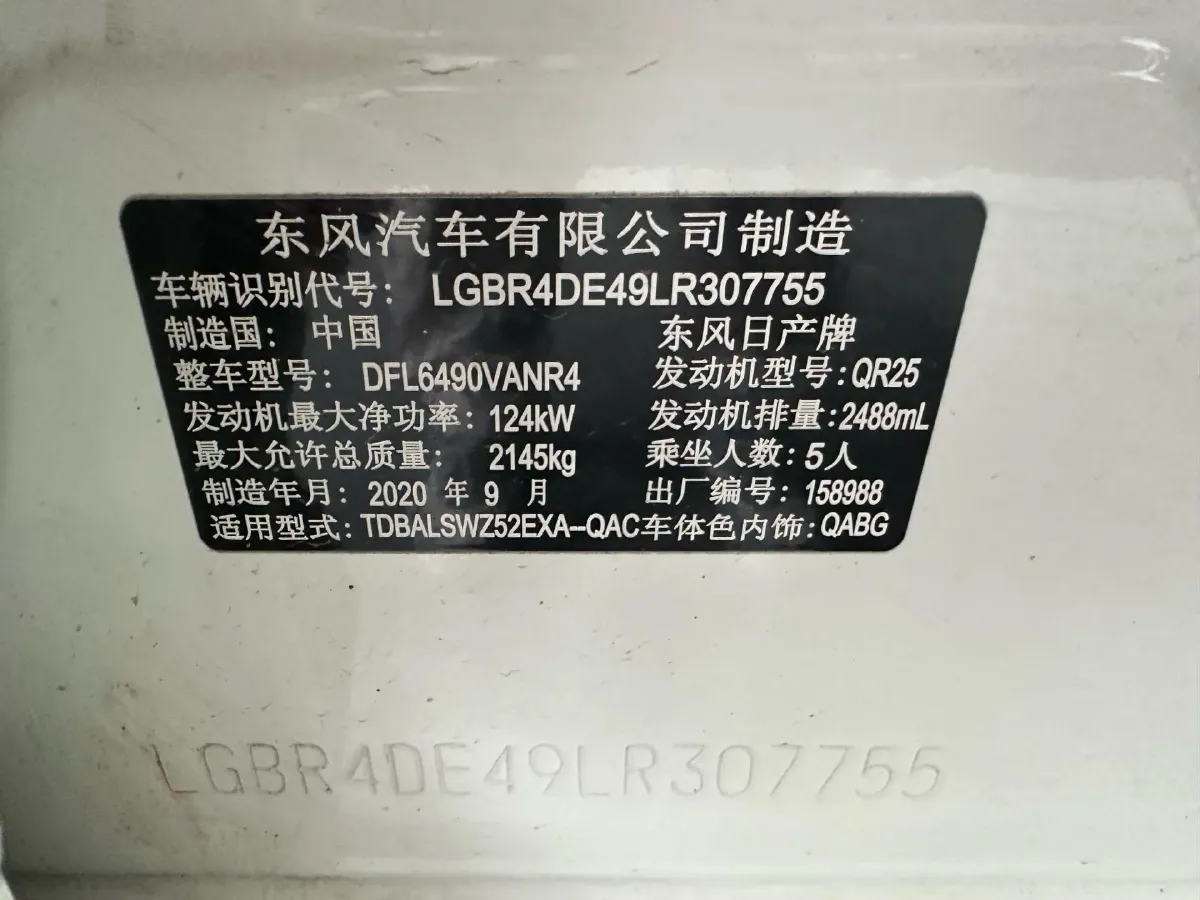 东风汽车有限公司制造
车辆识别代号: LGBR4DE49LR307755
制造国: 中国 东风日产牌
整车型号: DFL6490VANR4 发动机型号:QR25
发动机最大净功率: 124kW 发动机排量:2488mL
最大允许总质量: 2145kg 乘坐人数:5人
制造年月: 2020 年 9 月 出厂编号: 158988
适用型式: TDBALSWZ52EXA--QAC 车体色内饰:QABG
LGBR4DE49LR307755